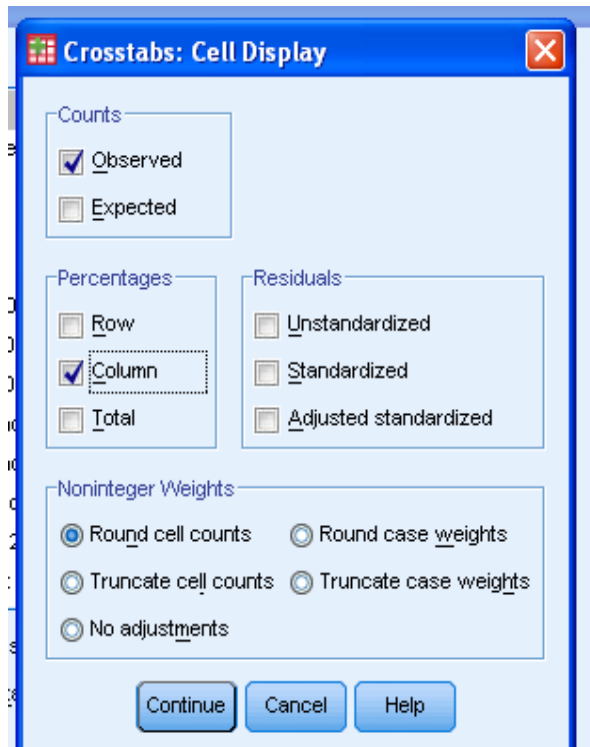 Crosstabs: Cell Display
Counts
Observed
Expected
Percentages
Row
Column
Total
Residuals
Unstandardized
Standardized
Adjusted standardized
Noninteger Weights
Round cell counts
Round case weights
Truncate cell counts
Truncate case weights
No adjustments
Continue
Cancel
Help